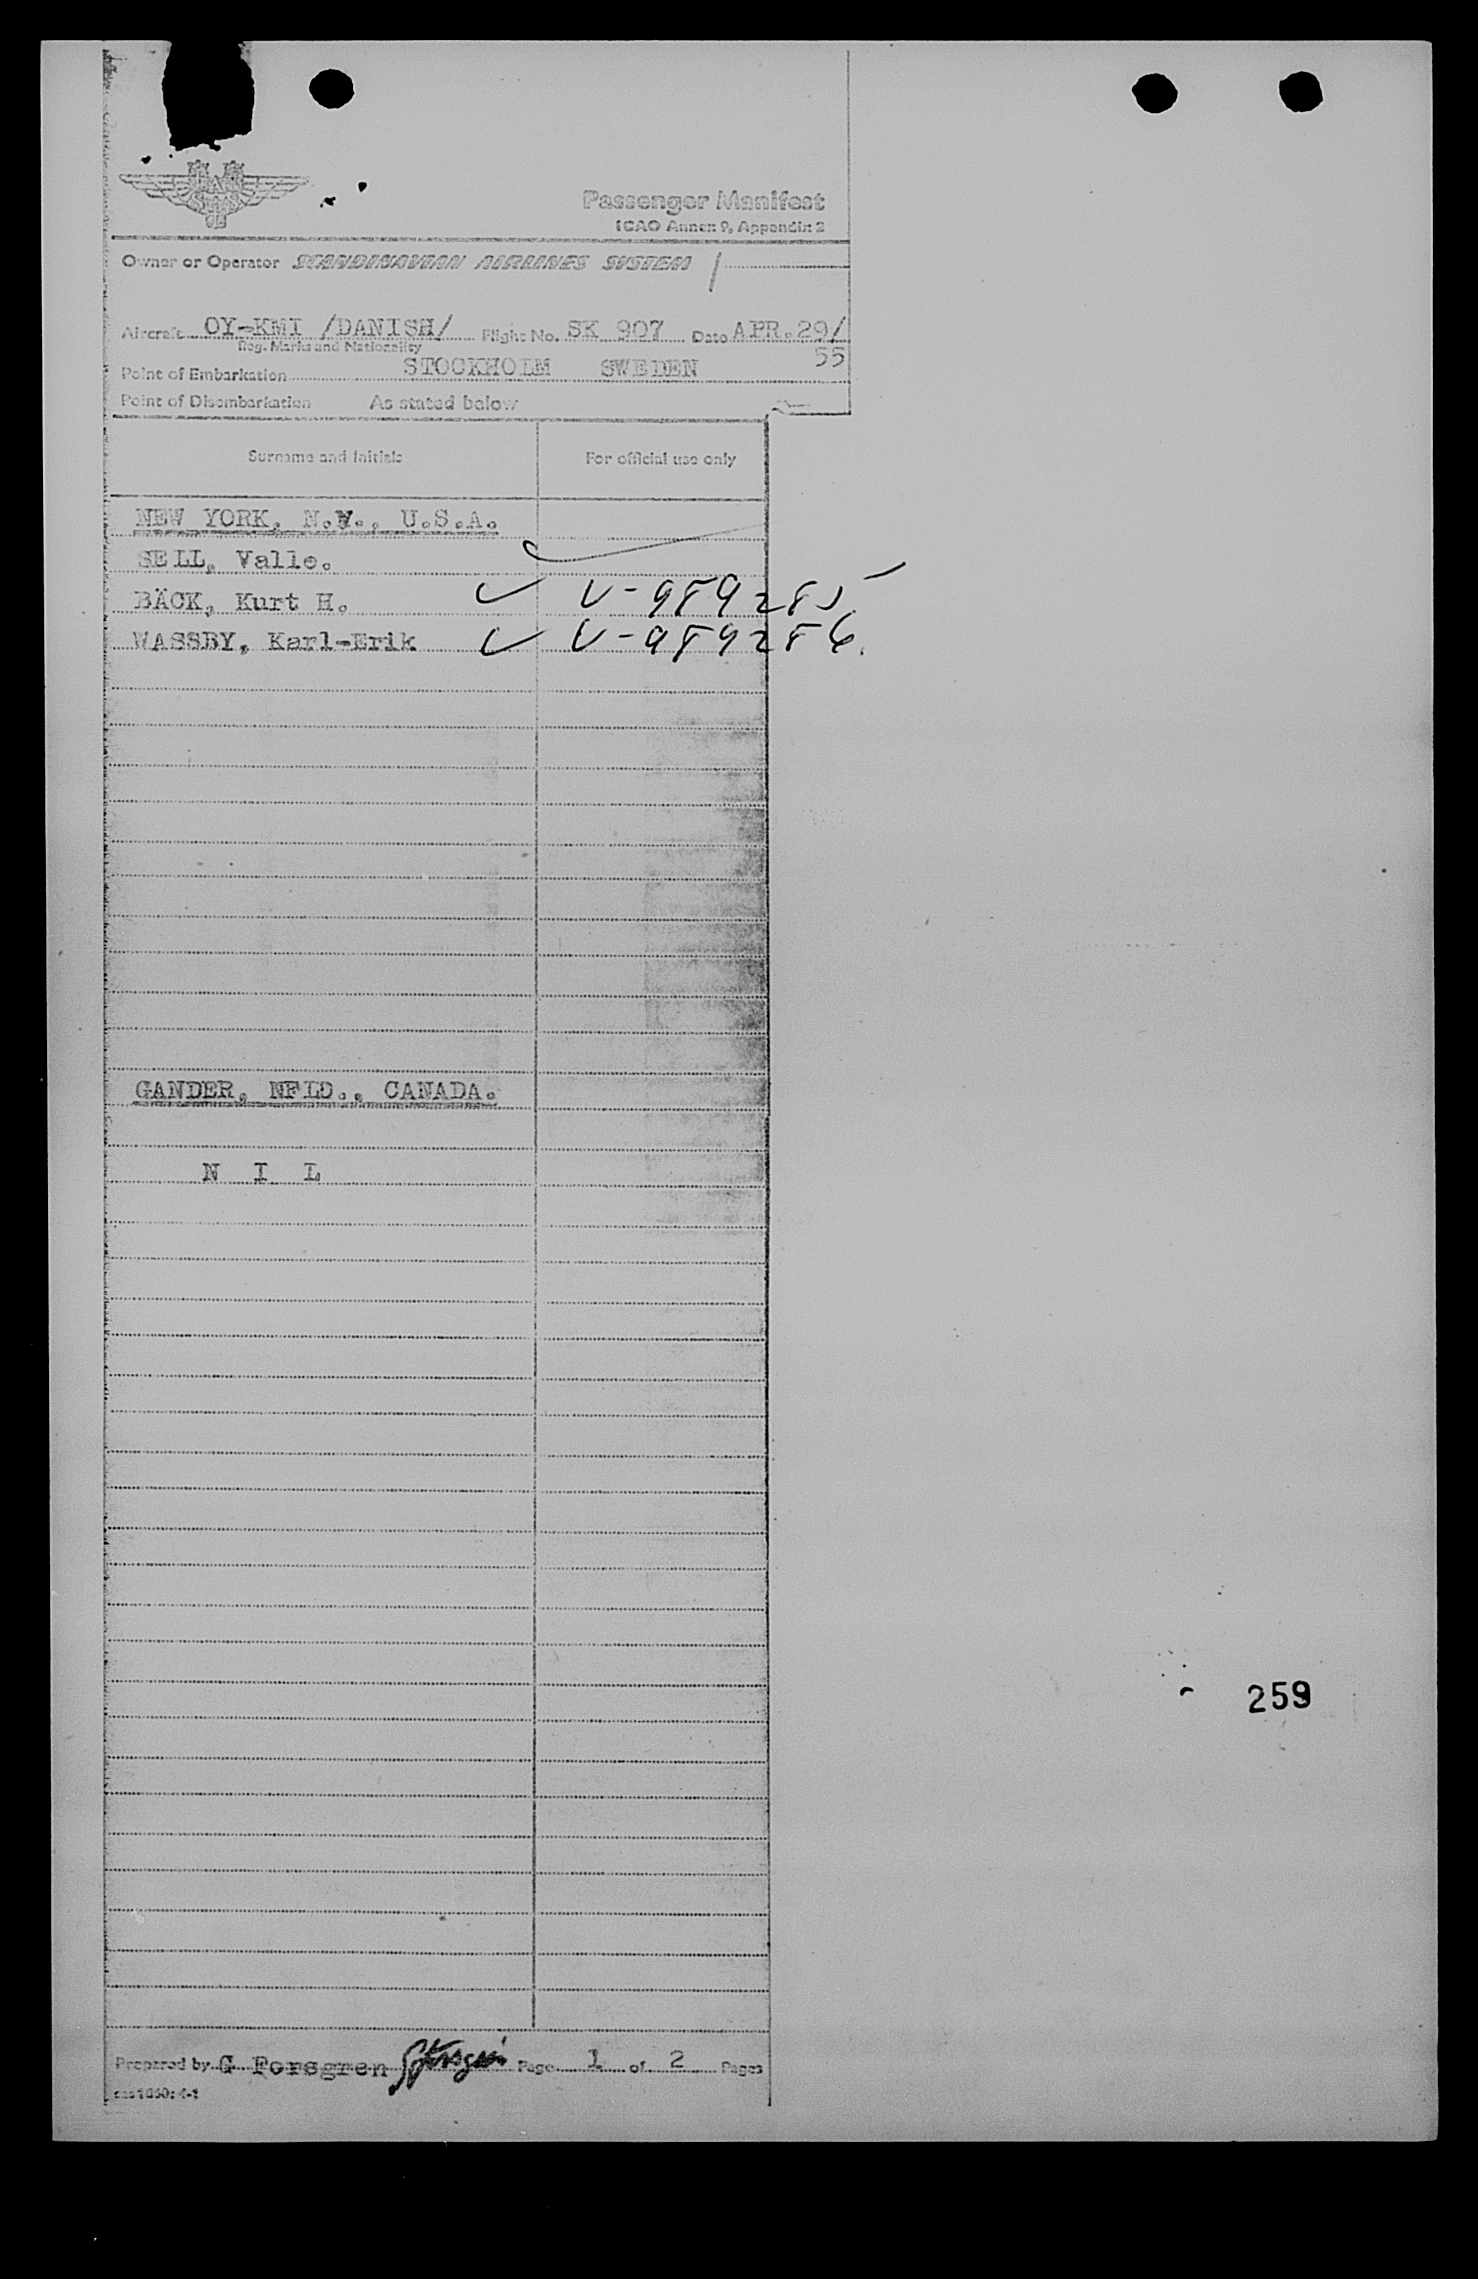 Passenger Manifest
ICAO Annex 9, Appendix 2
Owner or Operator SCANDINAVIAN AIRLINES SYSTEM
Aircraft OY-KMI /DANISH/ Flight No. SK 907 Date APR. 29/
55
Reg. Marks and Nationality
Point of Embarkation STOCKHOLM SWEDEN
Point of Disembarkation As stated below
Surname and initials For official use only
NEW YORK, N.Y., U.S.A.
SELL, Valle.
BÄCK, Kurt H. V-989285
WASSBY, Karl-Erik V-989286.
GANDER, NFLD., CANADA.
N I L
259
Prepared by G Forsgren Page 1 of 2 Pages